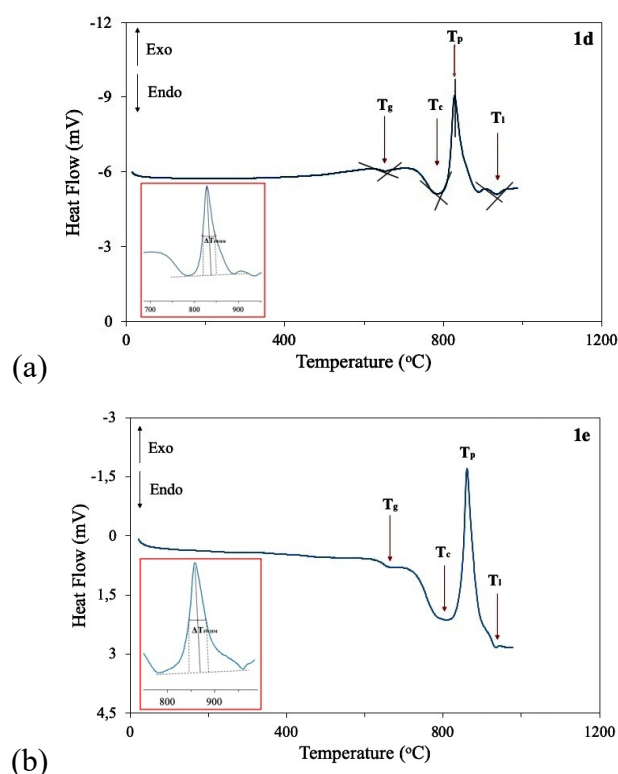 -12
1d
Exo
Tp
-9
Endo
Tg
Tc
Tl
-6
Heat Flow (mV)
-3
ΔTFWHM
700 800 900
0
0 400 800 1200
Temperature (°C)
(a)
-3
1e
Exo
Tp
-1,5
Endo
Tg
0
Tc
Heat Flow (mV)
1,5
Tl
ΔTFWHM
3
800 900
4,5
0 400 800 1200
Temperature (°C)
(b)